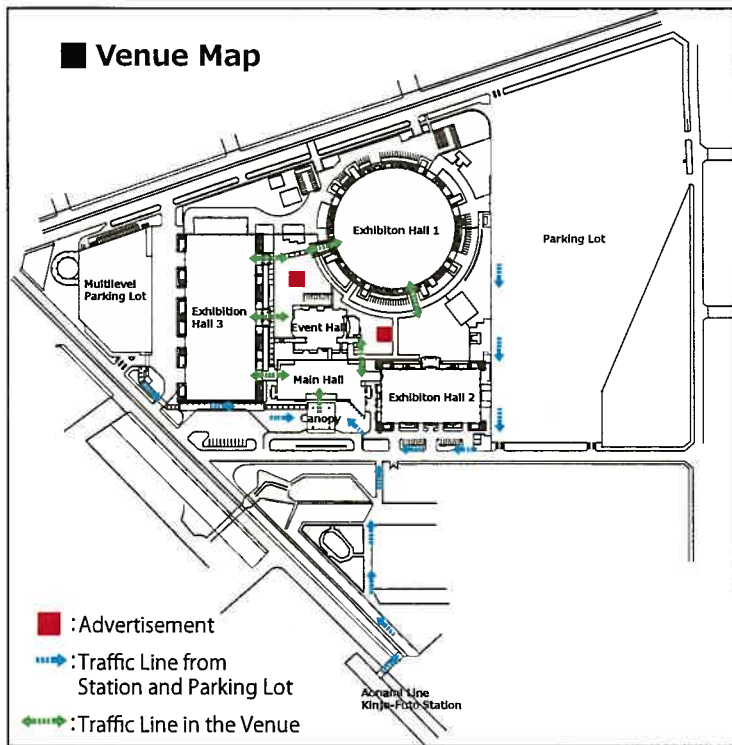 ■ Venue Map
Exhibiton Hall 1
Parking Lot
Multilevel
Parking Lot
Exhibition
Hall 3
Event Hall
Main Hall
Exhibiton Hall 2
Canopy
:Advertisement
:Traffic Line from
Station and Parking Lot
Aonami Line
Kinjo-Futo Station
:Traffic Line in the Venue